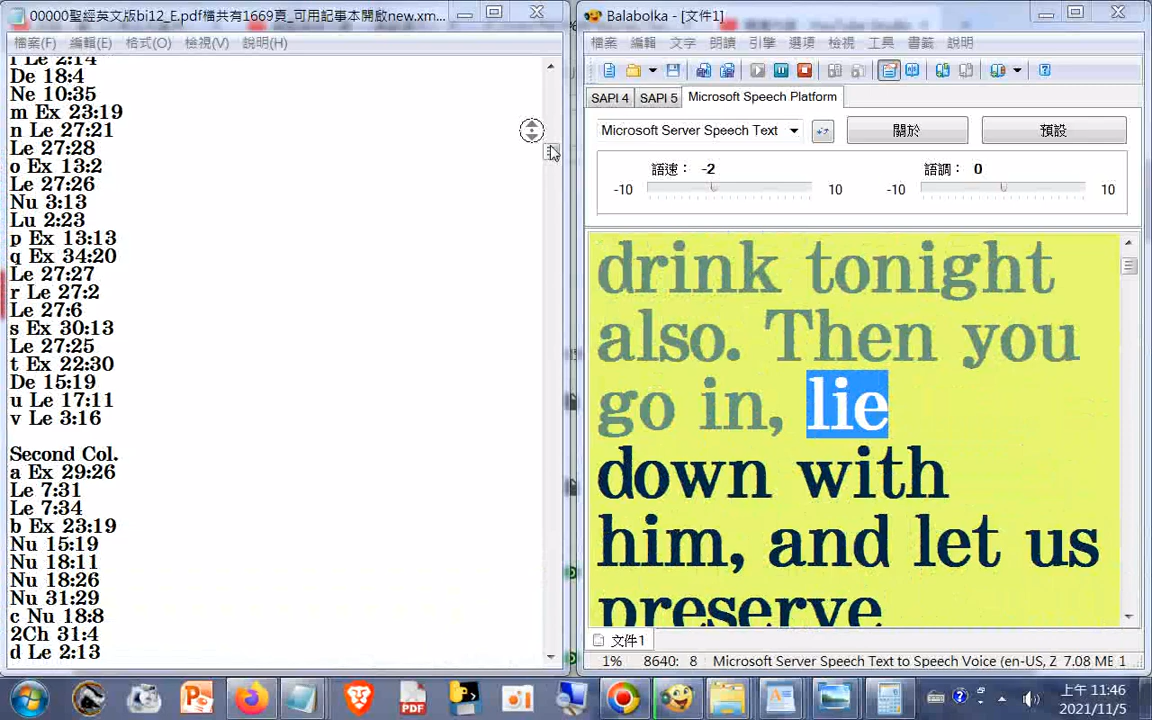 00000聖經英文版bi12_E.pdf檔共有1669頁_可用記事本開啟new.xm...
檔案(F) 編輯(E) 格式(O) 檢視(V) 說明(H)
r Le 2:14
De 18:4
Ne 10:35
m Ex 23:19
n Le 27:21
Le 27:28
o Ex 13:2
Le 27:26
Nu 3:13
Lu 2:23
p Ex 13:13
q Ex 34:20
Le 27:27
r Le 27:2
Le 27:6
s Ex 30:13
Le 27:25
t Ex 22:30
De 15:19
u Le 17:11
v Le 3:16
Second Col.
a Ex 29:26
Le 7:31
Le 7:34
b Ex 23:19
Nu 15:19
Nu 18:11
Nu 18:26
Nu 31:29
c Nu 18:8
2Ch 31:4
d Le 2:13
Balabolka - [文件1]
檔案 編輯 文字 朗讀 引擎 選項 檢視 工具 書籤 說明
SAPI 4 SAPI 5 Microsoft Speech Platform
Microsoft Server Speech Text 關於 預設
語速： -2 語調： 0
-10 10 -10 10
drink tonight
also. Then you
go in, lie
down with
him, and let us
preserve
文件1
1% 8640: 8 Microsoft Server Speech Text to Speech Voice (en-US, Z 7.08 ME 1
上午 11:46
2021/11/5